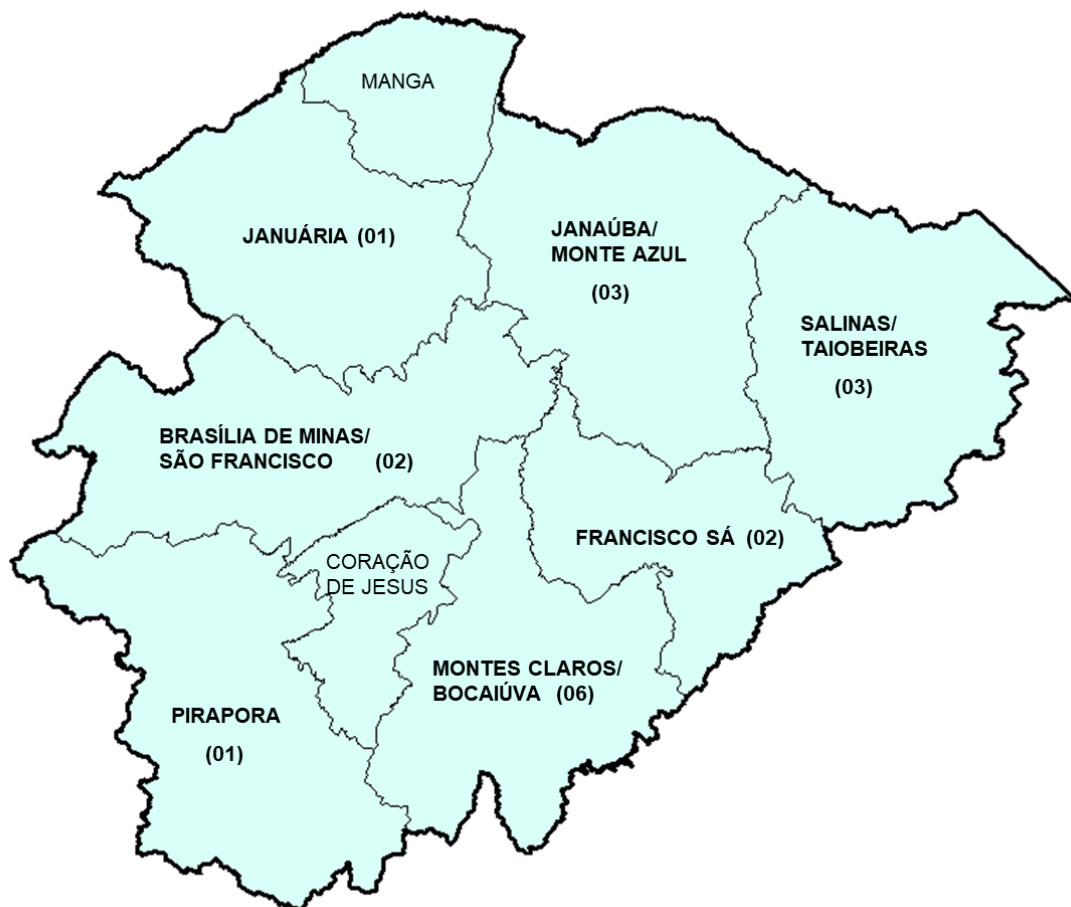 MANGA
JANUÁRIA (01)
JANAÚBA/
MONTE AZUL
(03)
SALINAS/
TAIOBEIRAS
(03)
BRASÍLIA DE MINAS/
SÃO FRANCISCO (02)
FRANCISCO SÁ (02)
CORAÇÃO
DE JESUS
MONTES CLAROS/
BOCAIÚVA (06)
PIRAPORA
(01)